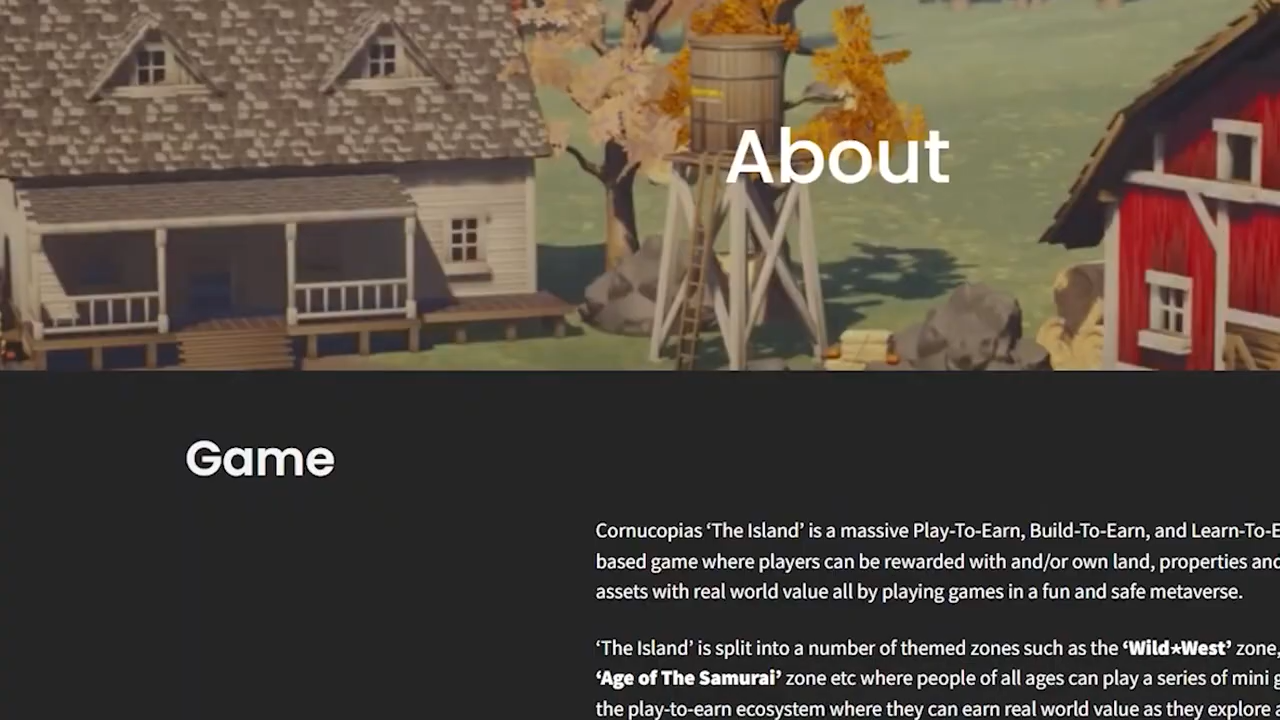 About
Game
Cornucopias ‘The Island’ is a massive Play-To-Earn, Build-To-Earn, and Learn-To-E
based game where players can be rewarded with and/or own land, properties and
assets with real world value all by playing games in a fun and safe metaverse.
‘The Island’ is split into a number of themed zones such as the ‘Wild★West’ zone,
‘Age of The Samurai’ zone etc where people of all ages can play a series of mini g
the play-to-earn ecosystem where they can earn real world value as they explore a